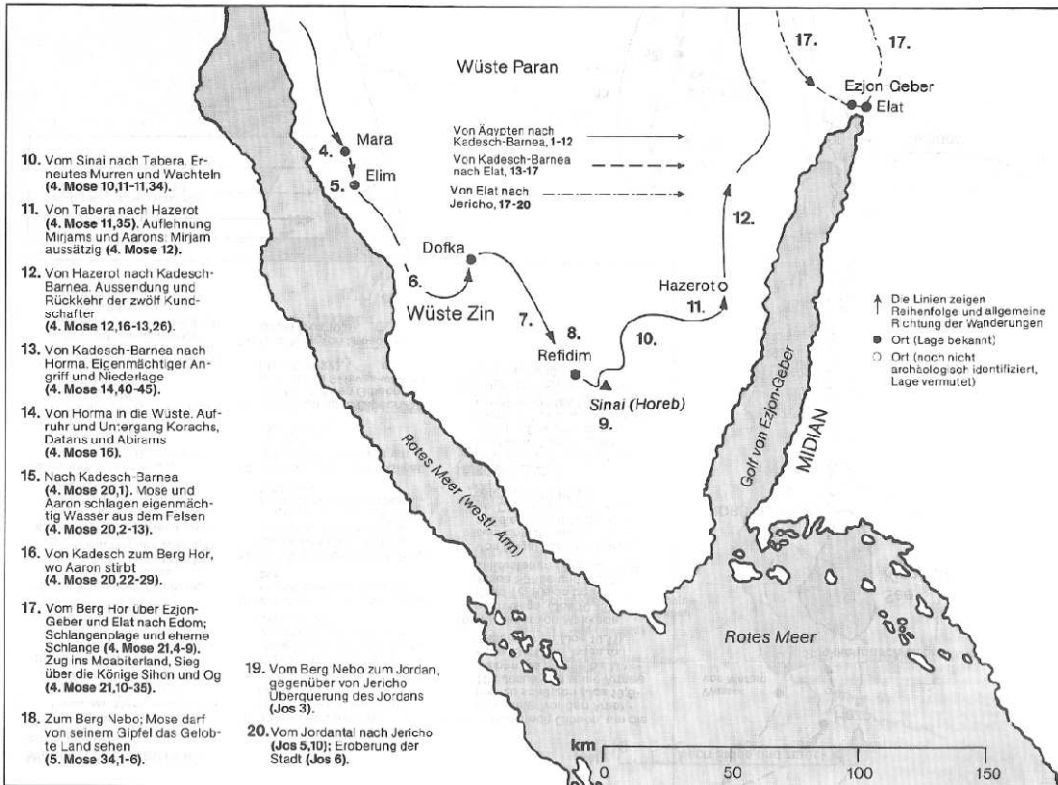 Wüste Paran
17.
17.
Ezjon Geber
Elat
Mara
4.
Elim
5.
Von Ägypten nach
Kadesch-Barnea, 1-12
Von Kadesch-Barnea
nach Elat, 13-17
Von Elat nach
Jericho, 17-20
12.
Dofka
6.
Wüste Zin
7.
8.
Refidim
Hazerot
11.
10.
Sinai (Horeb)
9.
Die Linien zeigen
Reihenfolge und allgemeine
Richtung der Wanderungen
Ort (Lage bekannt)
Ort (noch nicht
archäologisch identifiziert,
Lage vermutet)
Golf von Ezjon-Geber
MIDIAN
Rotes Meer (westl. Arm)
Rotes Meer
10. Vom Sinai nach Tabera. Er-
neutes Murren und Wachteln
(4. Mose 10,11-11,34).
11. Von Tabera nach Hazerot
(4. Mose 11,35). Auflehnung
Mirjams und Aarons; Mirjam
aussätzig (4. Mose 12).
12. Von Hazerot nach Kadesch-
Barnea. Aussendung und
Rückkehr der zwölf Kund-
schafter
(4. Mose 12,16-13,26).
13. Von Kadesch-Barnea nach
Horma. Eigenmächtiger An-
griff und Niederlage
(4. Mose 14,40-45).
14. Von Horma in die Wüste. Auf-
ruhr und Untergang Korachs,
Datans und Abirams
(4. Mose 16).
15. Nach Kadesch-Barnea
(4. Mose 20,1). Mose und
Aaron schlagen eigenmäch-
tig Wasser aus dem Felsen
(4. Mose 20,2-13).
16. Von Kadesch zum Berg Hor,
wo Aaron stirbt
(4. Mose 20,22-29).
17. Vom Berg Hor über Ezjon-
Geber und Elat nach Edom;
Schlangenplage und eherne
Schlange (4. Mose 21,4-9).
Zug ins Moabiterland, Sieg
über die Könige Sihon und Og
(4. Mose 21,10-35).
18. Zum Berg Nebo; Mose darf
von seinem Gipfel das Gelob-
te Land sehen
(5. Mose 34,1-6).
19. Vom Berg Nebo zum Jordan,
gegenüber von Jericho
Überquerung des Jordans
(Jos 3).
20. Vom Jordantal nach Jericho
(Jos 5,10); Eroberung der
Stadt (Jos 6).
km
0 50 100 150